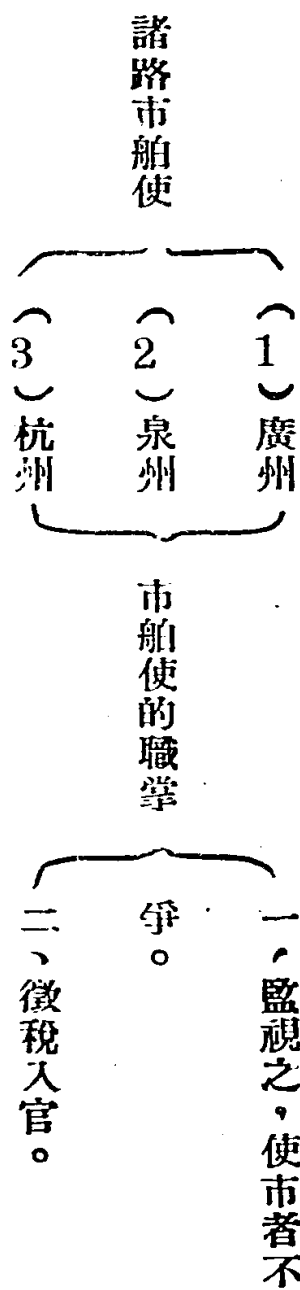 諸路市舶使
（1）廣州
（2）泉州
（3）杭州
市舶使的職掌
一，監視之，使市者不
爭。
二、徵稅入官。